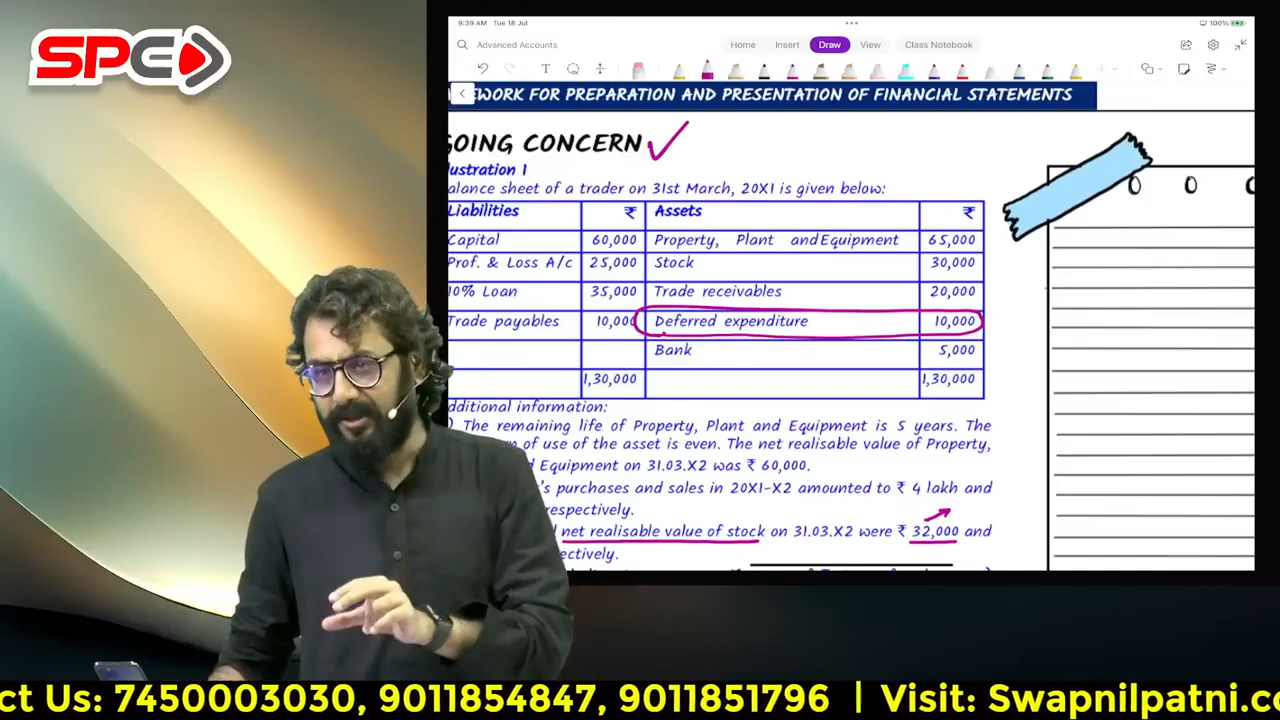 SPE
9:39 AM Tue 18 Jul
100%
Advanced Accounts
Home Insert Draw View Class Notebook
EWORK FOR PREPARATION AND PRESENTATION OF FINANCIAL STATEMENTS
GOING CONCERN
lustration 1
alance sheet of a trader on 31st March, 20X1 is given below:
Liabilities ₹ Assets ₹
Capital 60,000 Property, Plant and Equipment 65,000
Prof. & Loss A/c 25,000 Stock 30,000
10% Loan 35,000 Trade receivables 20,000
Trade payables 10,000 Deferred expenditure 10,000
Bank 5,000
1,30,000 1,30,000
dditional information:
) The remaining life of Property, Plant and Equipment is 5 years. The
n of use of the asset is even. The net realisable value of Property,
d Equipment on 31.03.X2 was ₹ 60,000.
's purchases and sales in 20X1-X2 amounted to ₹ 4 lakh and
respectively.
net realisable value of stock on 31.03.X2 were ₹ 32,000 and
ectively.
ct Us: 7450003030, 9011854847, 9011851796 | Visit: Swapnilpatni.co